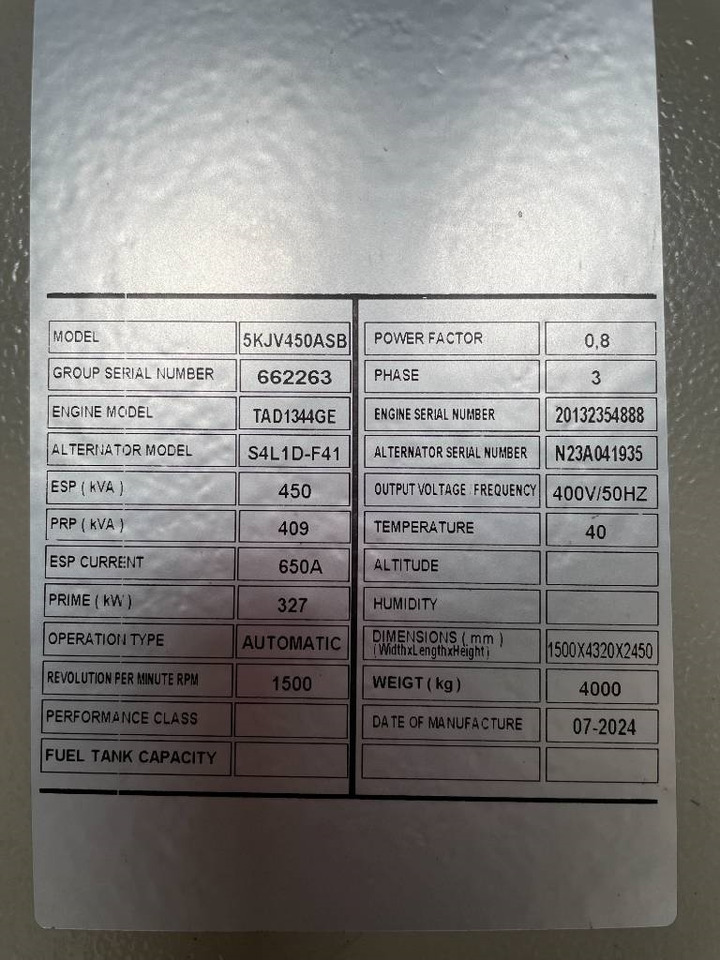 MODEL 5KJV450ASB
GROUP SERIAL NUMBER 662263
ENGINE MODEL TAD1344GE
ALTERNATOR MODEL S4L1D-F41
ESP ( kVA ) 450
PRP ( kVA ) 409
ESP CURRENT 650A
PRIME ( kW ) 327
OPERATION TYPE AUTOMATIC
REVOLUTION PER MINUTE RPM 1500
PERFORMANCE CLASS
FUEL TANK CAPACITY
POWER FACTOR 0,8
PHASE 3
ENGINE SERIAL NUMBER 20132354888
ALTERNATOR SERIAL NUMBER N23A041935
OUTPUT VOLTAGE FREQUENCY 400V/50HZ
TEMPERATURE 40
ALTITUDE
HUMIDITY
DIMENSIONS ( mm )
(WidthxLengthxHeight) 1500X4320X2450
WEIGT ( kg ) 4000
DATE OF MANUFACTURE 07-2024